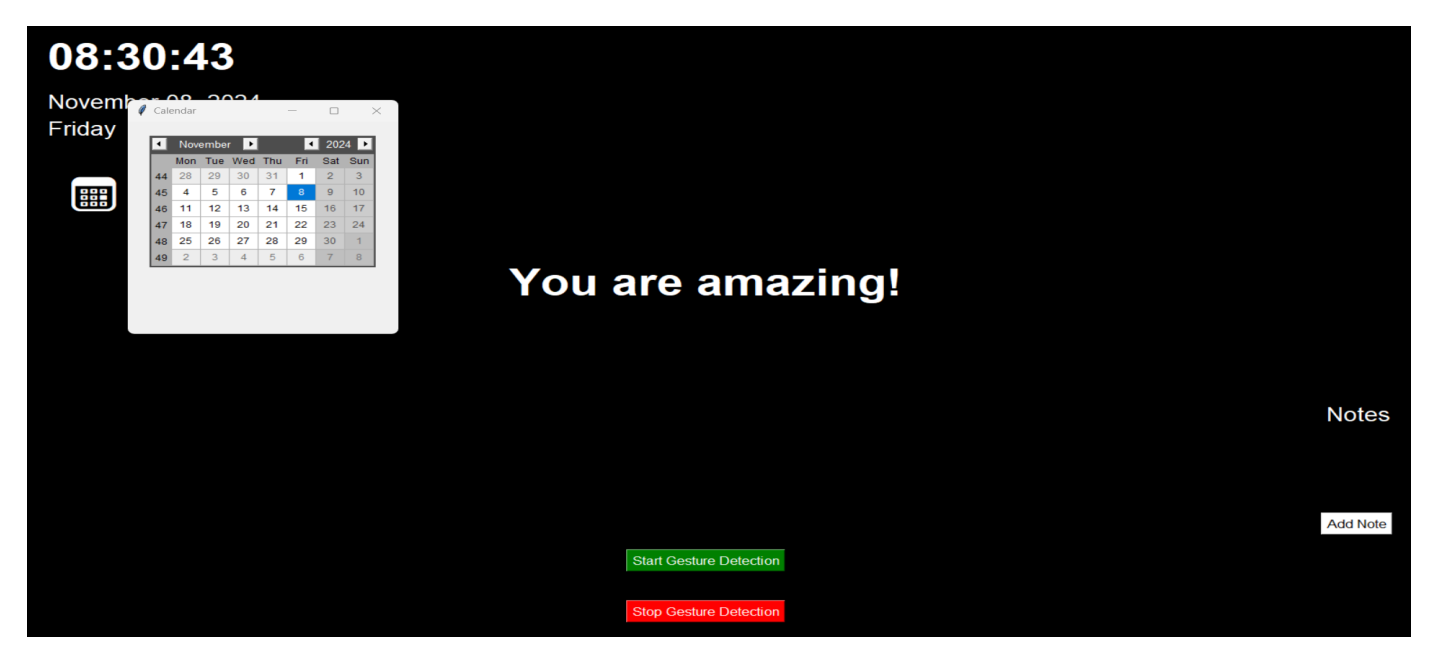 08:30:43
Friday
Calendar
November 2024
Mon Tue Wed Thu Fri Sat Sun
44 28 29 30 31 1 2 3
45 4 5 6 7 8 9 10
46 11 12 13 14 15 16 17
47 18 19 20 21 22 23 24
48 25 26 27 28 29 30 1
49 2 3 4 5 6 7 8
You are amazing!
Notes
Add Note
Start Gesture Detection
Stop Gesture Detection